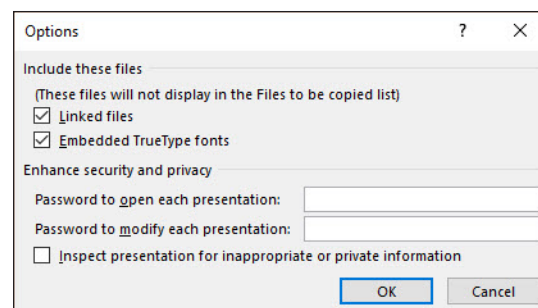 Options ?
Include these files
(These files will not display in the Files to be copied list)
Linked files
Embedded TrueType fonts
Enhance security and privacy
Password to open each presentation:
Password to modify each presentation:
Inspect presentation for inappropriate or private information
OK Cancel